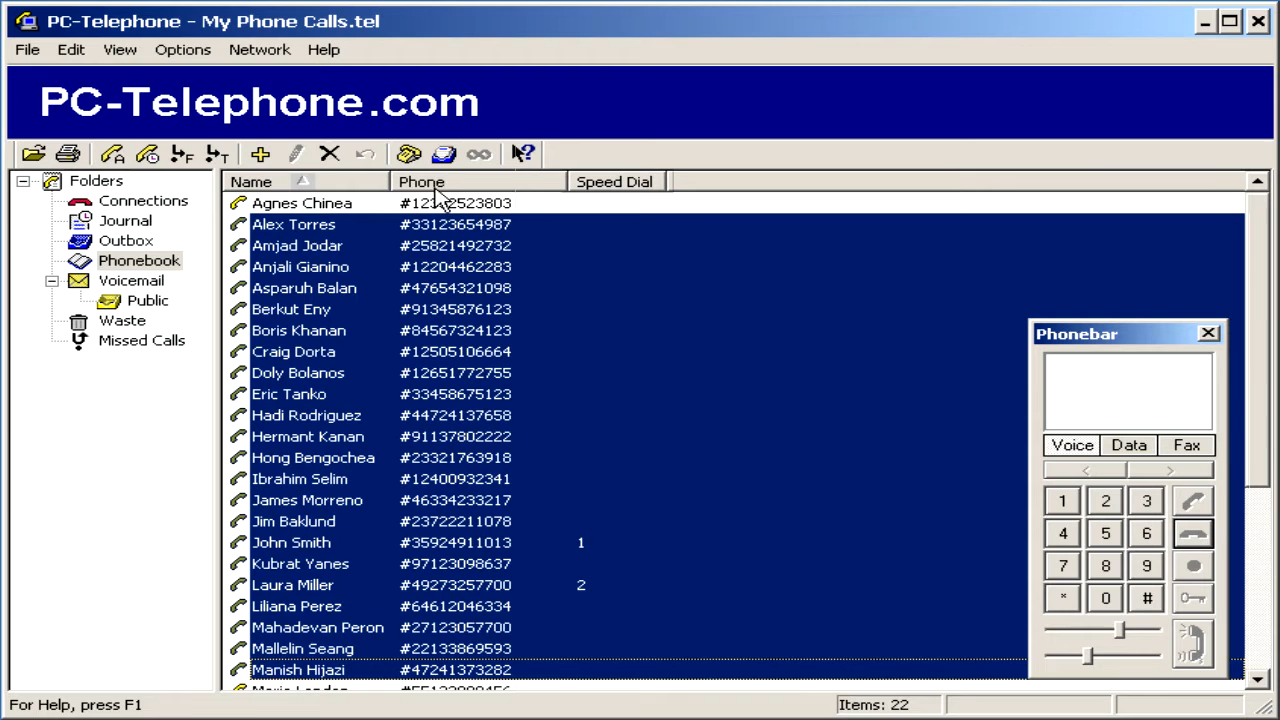 PC-Telephone - My Phone Calls.tel
File Edit View Options Network Help
PC-Telephone.com
Folders
Connections
Journal
Outbox
Phonebook
Voicemail
Public
Waste
Missed Calls
Name Phone Speed Dial
Agnes Chinea
Alex Torres #33123654987
Amjad Jodar #25821492732
Anjali Gianino #12204462283
Asparuh Balan #47654321098
Berkut Eny #91345876123
Boris Khanan #84567324123
Craig Dorta #12505106664
Doly Bolanos #12651772755
Eric Tanko #33458675123
Hadi Rodriguez #44724137658
Hermant Kanan #91137802222
Hong Bengochea #23321763918
Ibrahim Selim #12400932341
James Morreno #46334233217
Jim Baklund #23722211078
John Smith #35924911013 1
Kubrat Yanes #97123098637
Laura Miller #49273257700 2
Liliana Perez #64612046334
Mahadevan Peron #27123057700
Mallelin Seang #22133869593
Manish Hijazi #47241373282
Phonebar
Voice Data Fax
< >
1 2 3
4 5 6
7 8 9
* 0 #
For Help, press F1
Items: 22